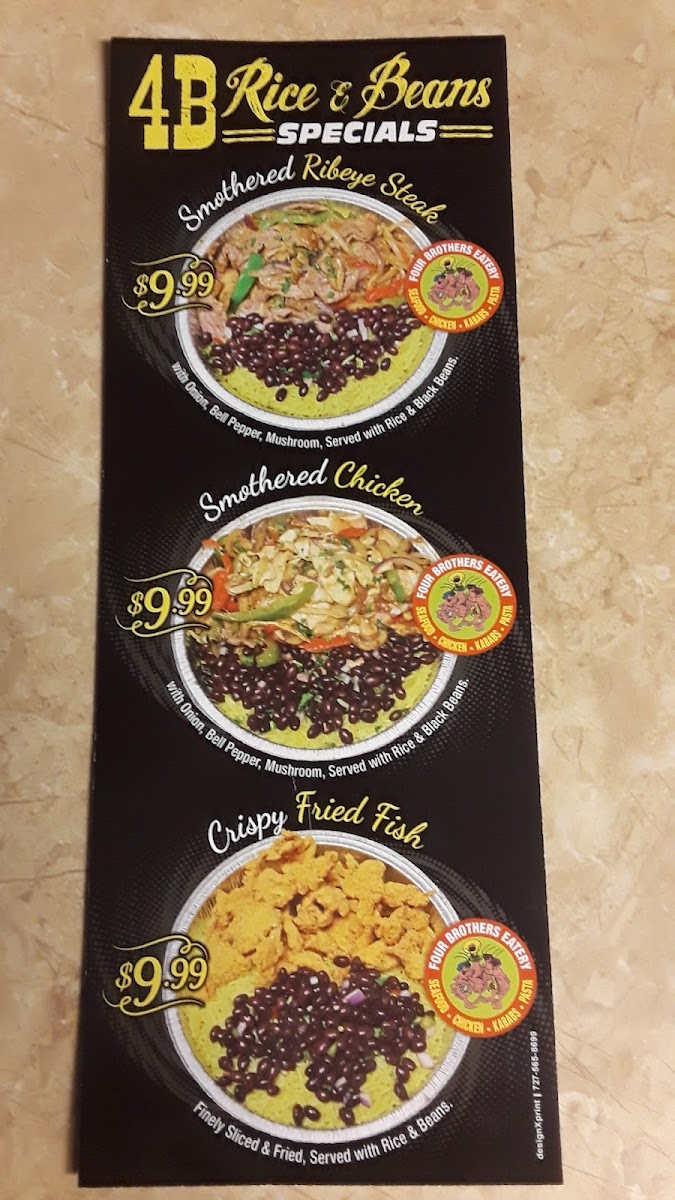 4B Rice & Beans
SPECIALS
Smothered Ribeye Steak
$9.99
FOUR BROTHERS EATERY
SEAFOOD • CHICKEN • KABABS • PASTA
with Onion, Bell Pepper, Mushroom, Served with Rice & Black Beans.
Smothered Chicken
$9.99
FOUR BROTHERS EATERY
SEAFOOD • CHICKEN • KABABS • PASTA
with Onion, Bell Pepper, Mushroom, Served with Rice & Black Beans.
Crispy Fried Fish
$9.99
FOUR BROTHERS EATERY
SEAFOOD • CHICKEN • KABABS • PASTA
Finely Sliced & Fried, Served with Rice & Beans.
designXprint | 727-565-8699